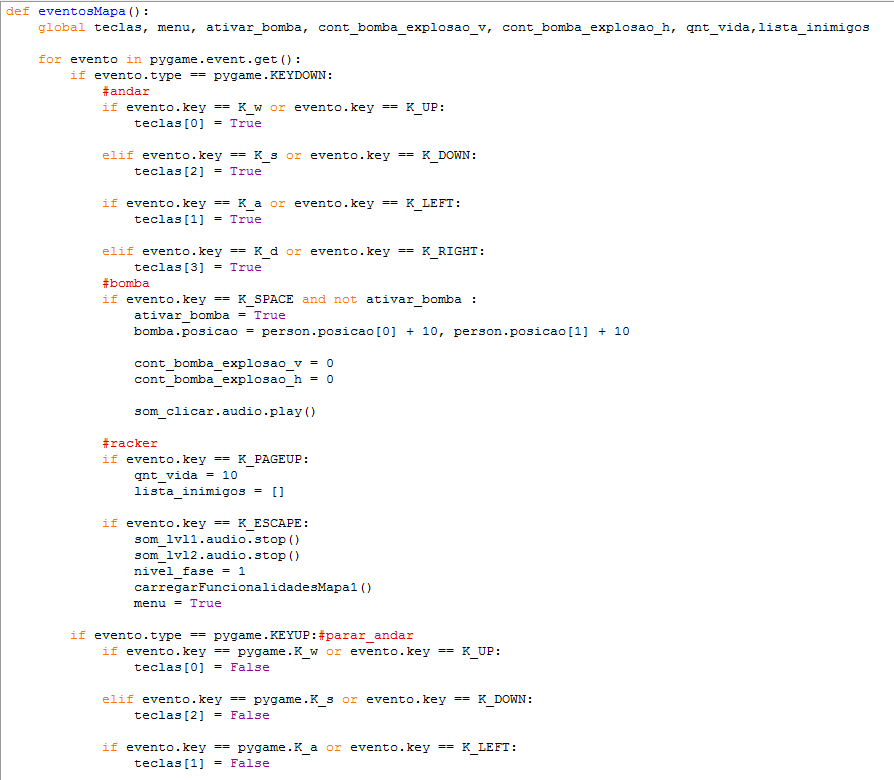 def eventosMapa():
    global teclas, menu, ativar_bomba, cont_bomba_explosao_v, cont_bomba_explosao_h, qnt_vida,lista_inimigos

    for evento in pygame.event.get():
        if evento.type == pygame.KEYDOWN:
            #andar
            if evento.key == K_w or evento.key == K_UP:
                teclas[0] = True

            elif evento.key == K_s or evento.key == K_DOWN:
                teclas[2] = True

            if evento.key == K_a or evento.key == K_LEFT:
                teclas[1] = True

            elif evento.key == K_d or evento.key == K_RIGHT:
                teclas[3] = True
            #bomba
            if evento.key == K_SPACE and not ativar_bomba :
                ativar_bomba = True
                bomba.posicao = person.posicao[0] + 10, person.posicao[1] + 10

                cont_bomba_explosao_v = 0
                cont_bomba_explosao_h = 0

                som_clicar.audio.play()

            #racker
            if evento.key == K_PAGEUP:
                qnt_vida = 10
                lista_inimigos = []

            if evento.key == K_ESCAPE:
                som_lvl1.audio.stop()
                som_lvl2.audio.stop()
                nivel_fase = 1
                carregarFuncionalidadesMapa1()
                menu = True

        if evento.type == pygame.KEYUP:#parar_andar
            if evento.key == pygame.K_w or evento.key == K_UP:
                teclas[0] = False

            elif evento.key == pygame.K_s or evento.key == K_DOWN:
                teclas[2] = False

            if evento.key == pygame.K_a or evento.key == K_LEFT:
                teclas[1] = False